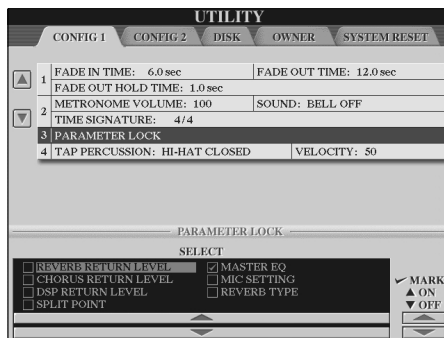 UTILITY
CONFIG 1 CONFIG 2 DISK OWNER SYSTEM RESET
1 FADE IN TIME: 6.0 sec FADE OUT TIME: 12.0 sec
FADE OUT HOLD TIME: 1.0 sec
2 METRONOME VOLUME: 100 SOUND: BELL OFF
TIME SIGNATURE: 4/4
3 PARAMETER LOCK
4 TAP PERCUSSION: HI-HAT CLOSED VELOCITY: 50
PARAMETER LOCK
SELECT
REVERB RETURN LEVEL MASTER EQ
CHORUS RETURN LEVEL MIC SETTING
DSP RETURN LEVEL REVERB TYPE
SPLIT POINT
MARK
▲ ON
▼ OFF